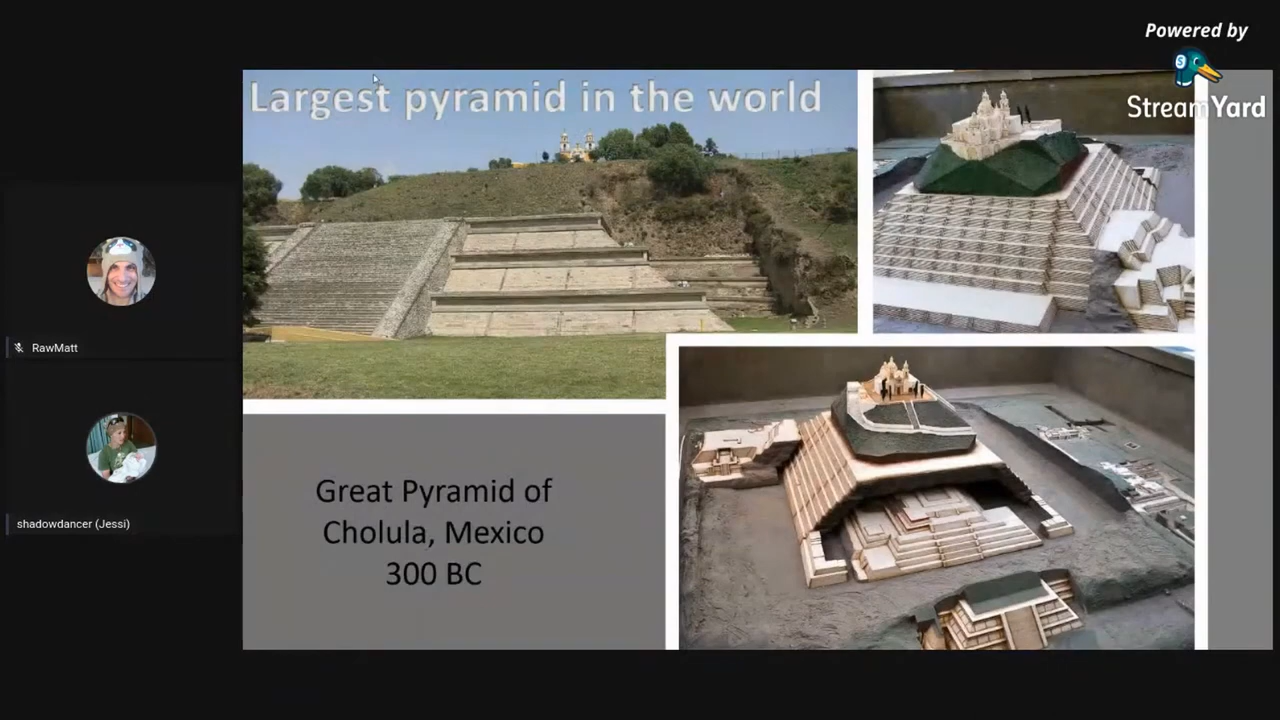 Powered by
StreamYard
Largest pyramid in the world
RawMatt
shadowdancer (Jessi)
Great Pyramid of
Cholula, Mexico
300 BC